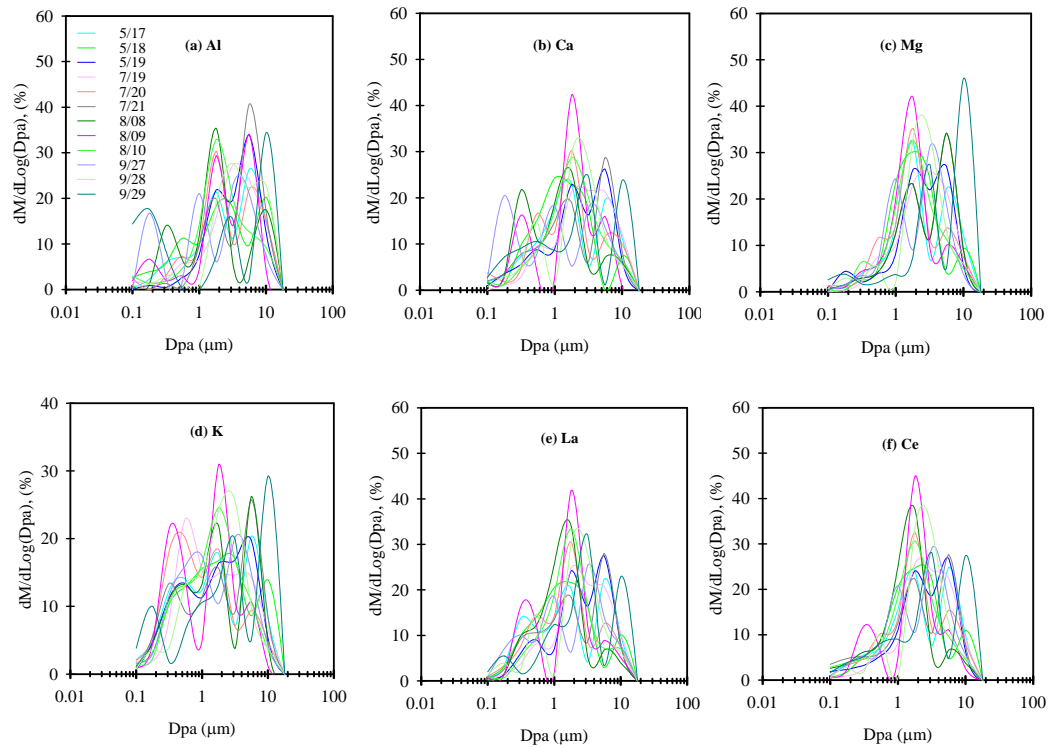 60
50
40
30
20
10
0
dM/dLog(Dpa), (%)
(a) Al
5/17
5/18
5/19
7/19
7/20
7/21
8/08
8/09
8/10
9/27
9/28
9/29
0.01 0.1 1 10 100
Dpa (μm)
60
50
40
30
20
10
0
dM/dLog(Dpa), (%)
(b) Ca
0.01 0.1 1 10 100
Dpa (μm)
60
50
40
30
20
10
0
dM/dLog(Dpa), (%)
(c) Mg
0.01 0.1 1 10 100
Dpa (μm)
40
30
20
10
0
dM/dLog(Dpa), (%)
(d) K
0.01 0.1 1 10 100
Dpa (μm)
60
50
40
30
20
10
0
dM/dLog(Dpa), (%)
(e) La
0.01 0.1 1 10 100
Dpa (μm)
60
50
40
30
20
10
0
dM/dLog(Dpa), (%)
(f) Ce
0.01 0.1 1 10 100
Dpa (μm)